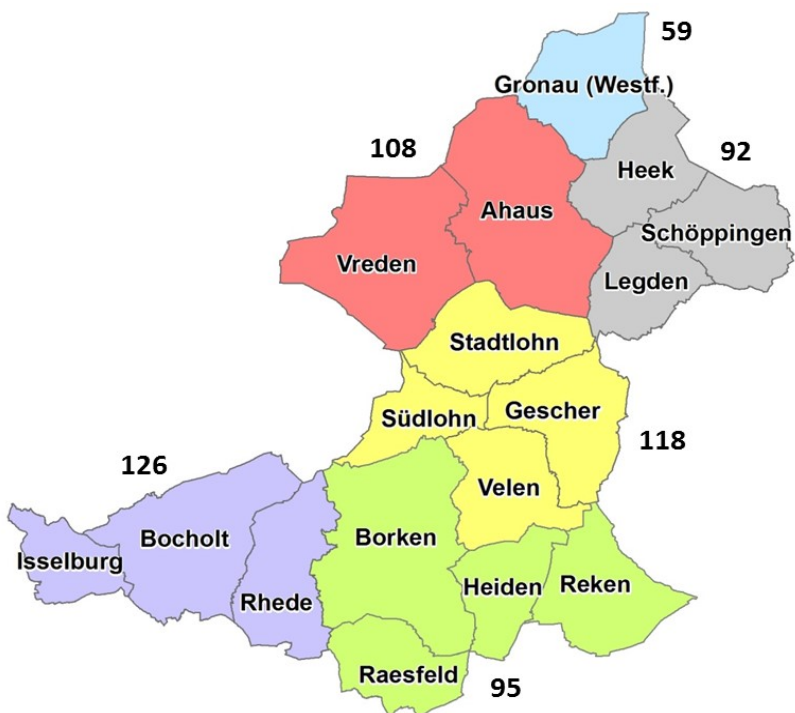 59
Gronau (Westf.)
108
92
Heek
Ahaus
Schöppingen
Vreden
Legden
Stadtlohn
Südlohn
Gescher
118
126
Velen
Bocholt
Borken
Isselburg
Rhede
Heiden
Reken
Raesfeld
95